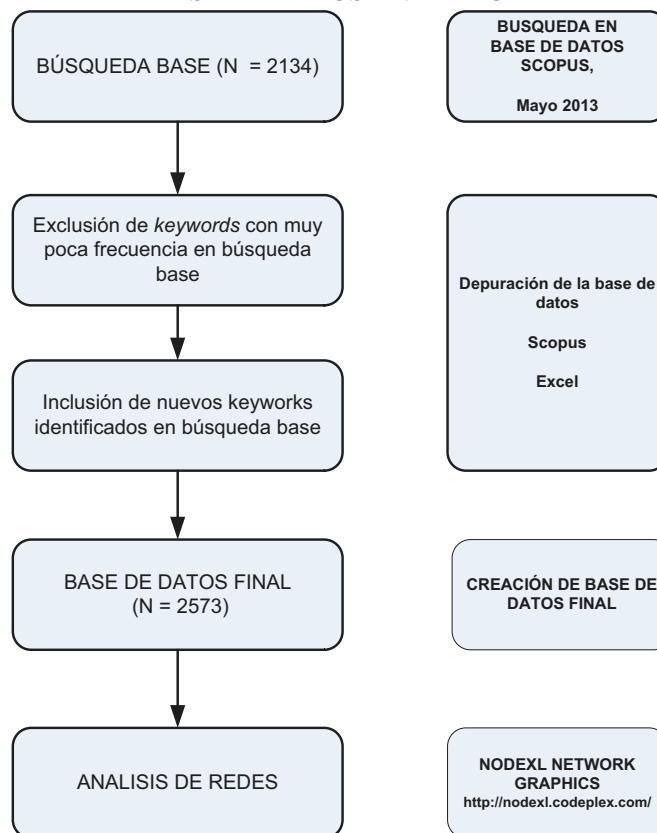 BÚSQUEDA BASE (N = 2134)
BUSQUEDA EN
BASE DE DATOS
SCOPUS,
Mayo 2013
Exclusión de keywords con muy
poca frecuencia en búsqueda
base
Depuración de la base de
datos
Scopus
Excel
Inclusión de nuevos keyworks
identificados en búsqueda base
BASE DE DATOS FINAL
(N = 2573)
CREACIÓN DE BASE DE
DATOS FINAL
ANALISIS DE REDES
NODEXL NETWORK
GRAPHICS
http://nodexl.codeplex.com/